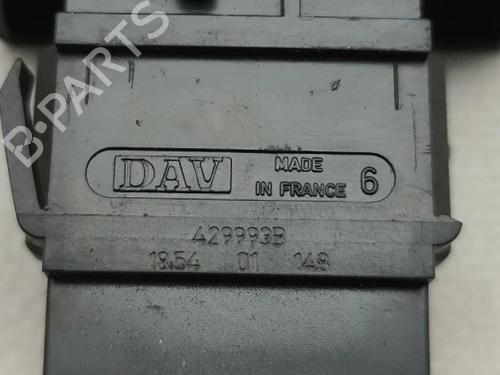 B-PARTS
DAV MADE IN FRANCE 6
429993B
18.54 01 148